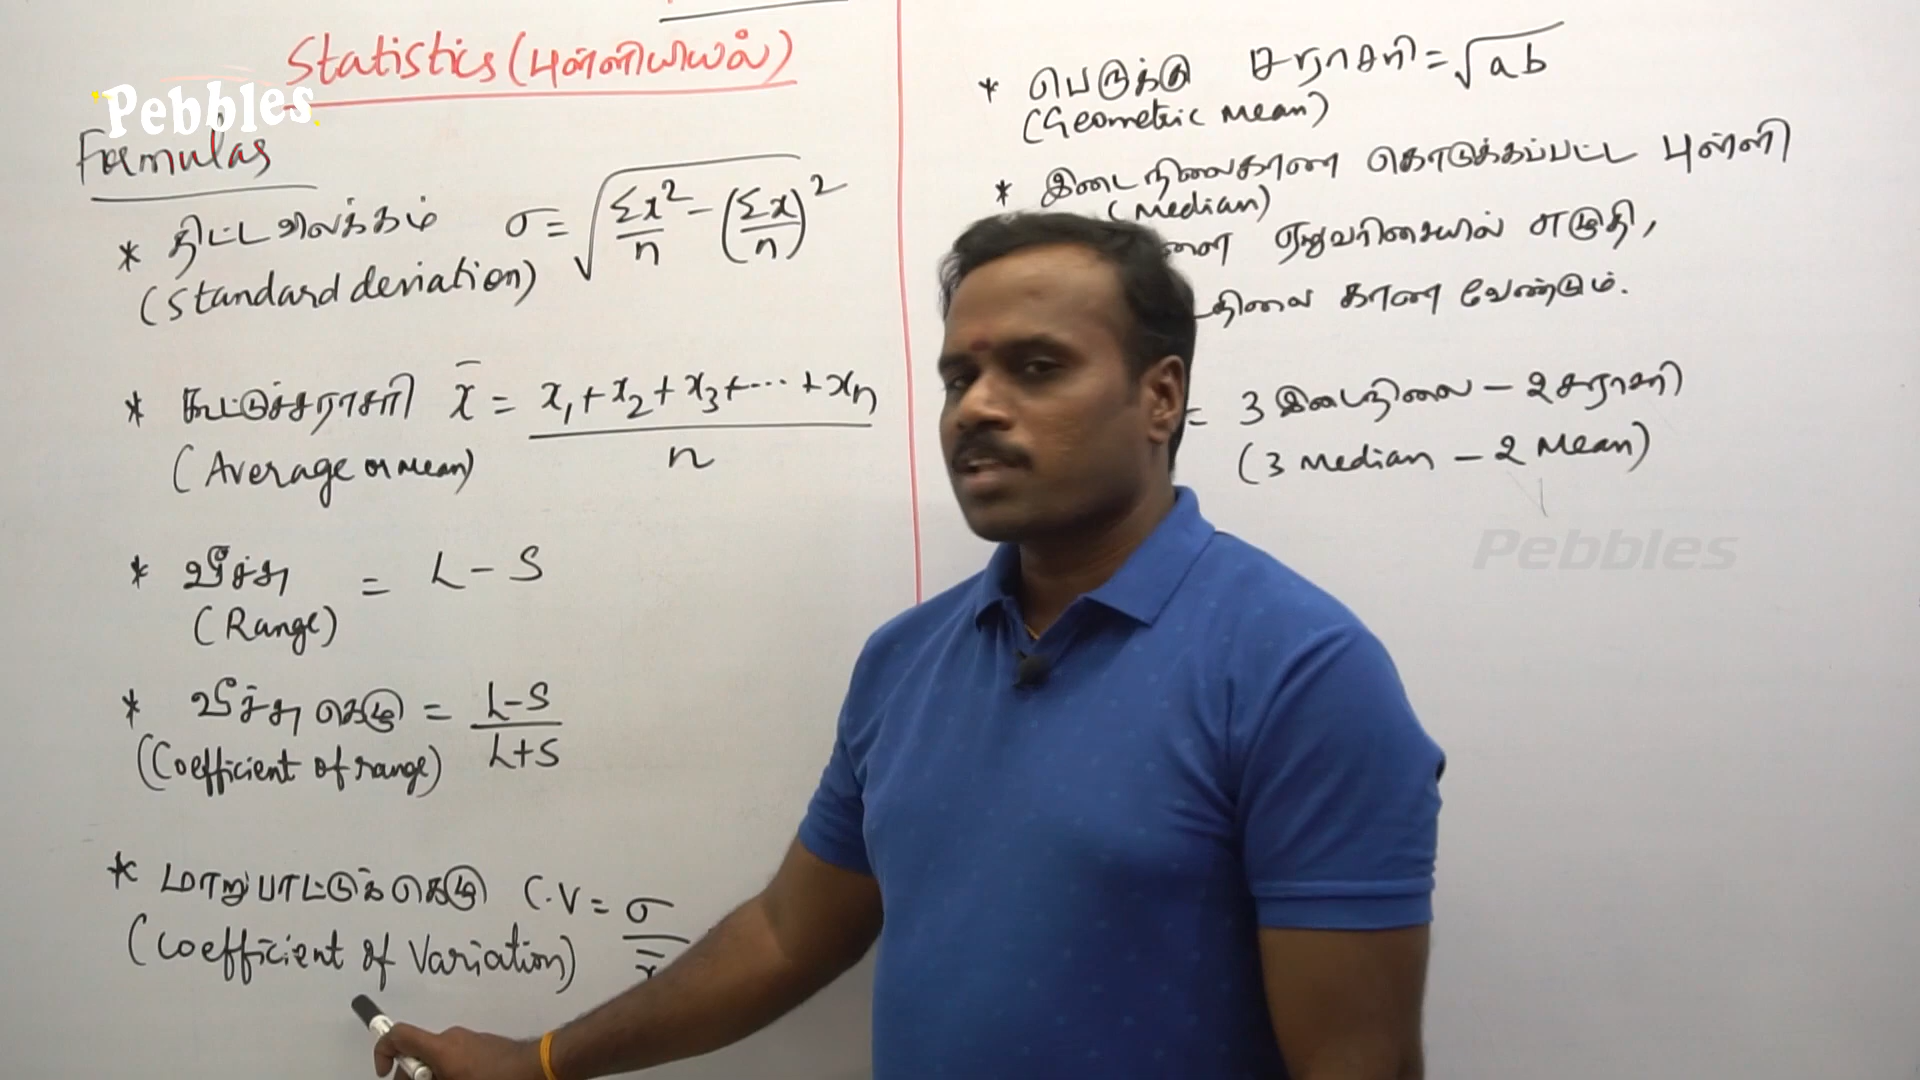 Statistics (புள்ளியியல்)
Pebbles
Formulas
* திட்டவிலக்கம் σ = √(Σx²/n − (Σx/n)²)
(Standard deviation)
* கூட்டுச்சராசரி x̄ = x₁+x₂+x₃+⋯+xₙ / n
(Average or mean)
* வீச்சு = L - S
(Range)
* வீச்சு கெழு = L-S / L+S
(Coefficient of range)
* மாறுபாட்டுக் கெழு C.V = σ / x̄
(Coefficient of Variation)
* பெருக்கு சராசரி = √ab
(Geometric mean)
* இடைநிலைகாண கொடுக்கப்பட்ட புள்ளி
(Median)
ஏறுவரிசையில் எழுதி,
காண வேண்டும்.
= 3 இடைநிலை - 2 சராசரி
(3 Median - 2 Mean)
Pebbles